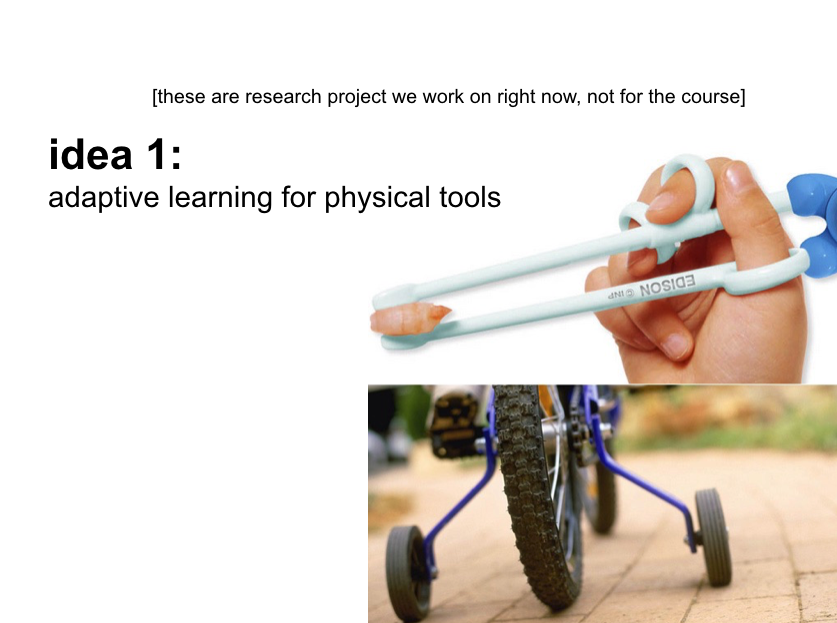 [these are research project we work on right now, not for the course]
idea 1:
adaptive learning for physical tools
EDISON © INP